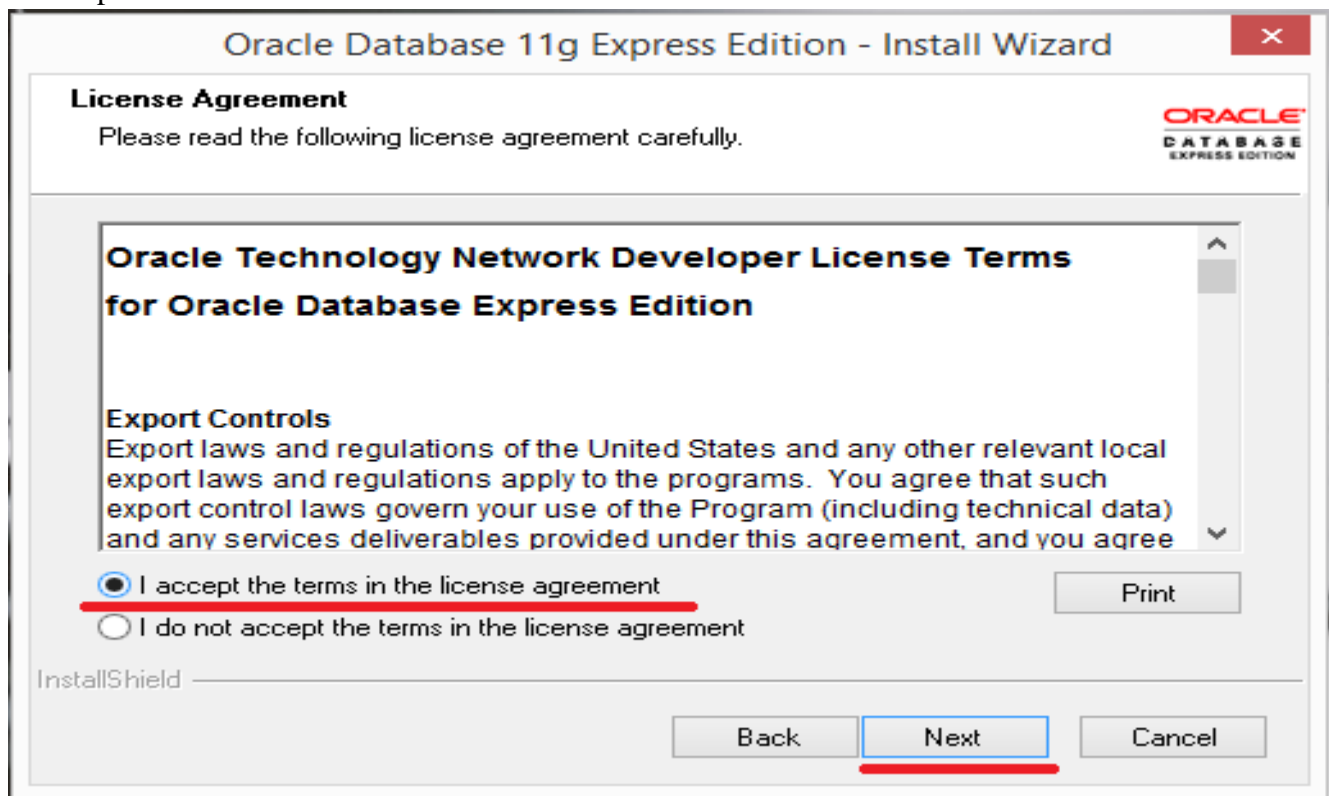 Oracle Database 11g Express Edition - Install Wizard
License Agreement
Please read the following license agreement carefully.
ORACLE
DATABASE
EXPRESS EDITION
Oracle Technology Network Developer License Terms
for Oracle Database Express Edition
Export Controls
Export laws and regulations of the United States and any other relevant local
export laws and regulations apply to the programs. You agree that such
export control laws govern your use of the Program (including technical data)
and any services deliverables provided under this agreement, and you agree
I accept the terms in the license agreement
Print
I do not accept the terms in the license agreement
InstallShield
Back Next Cancel